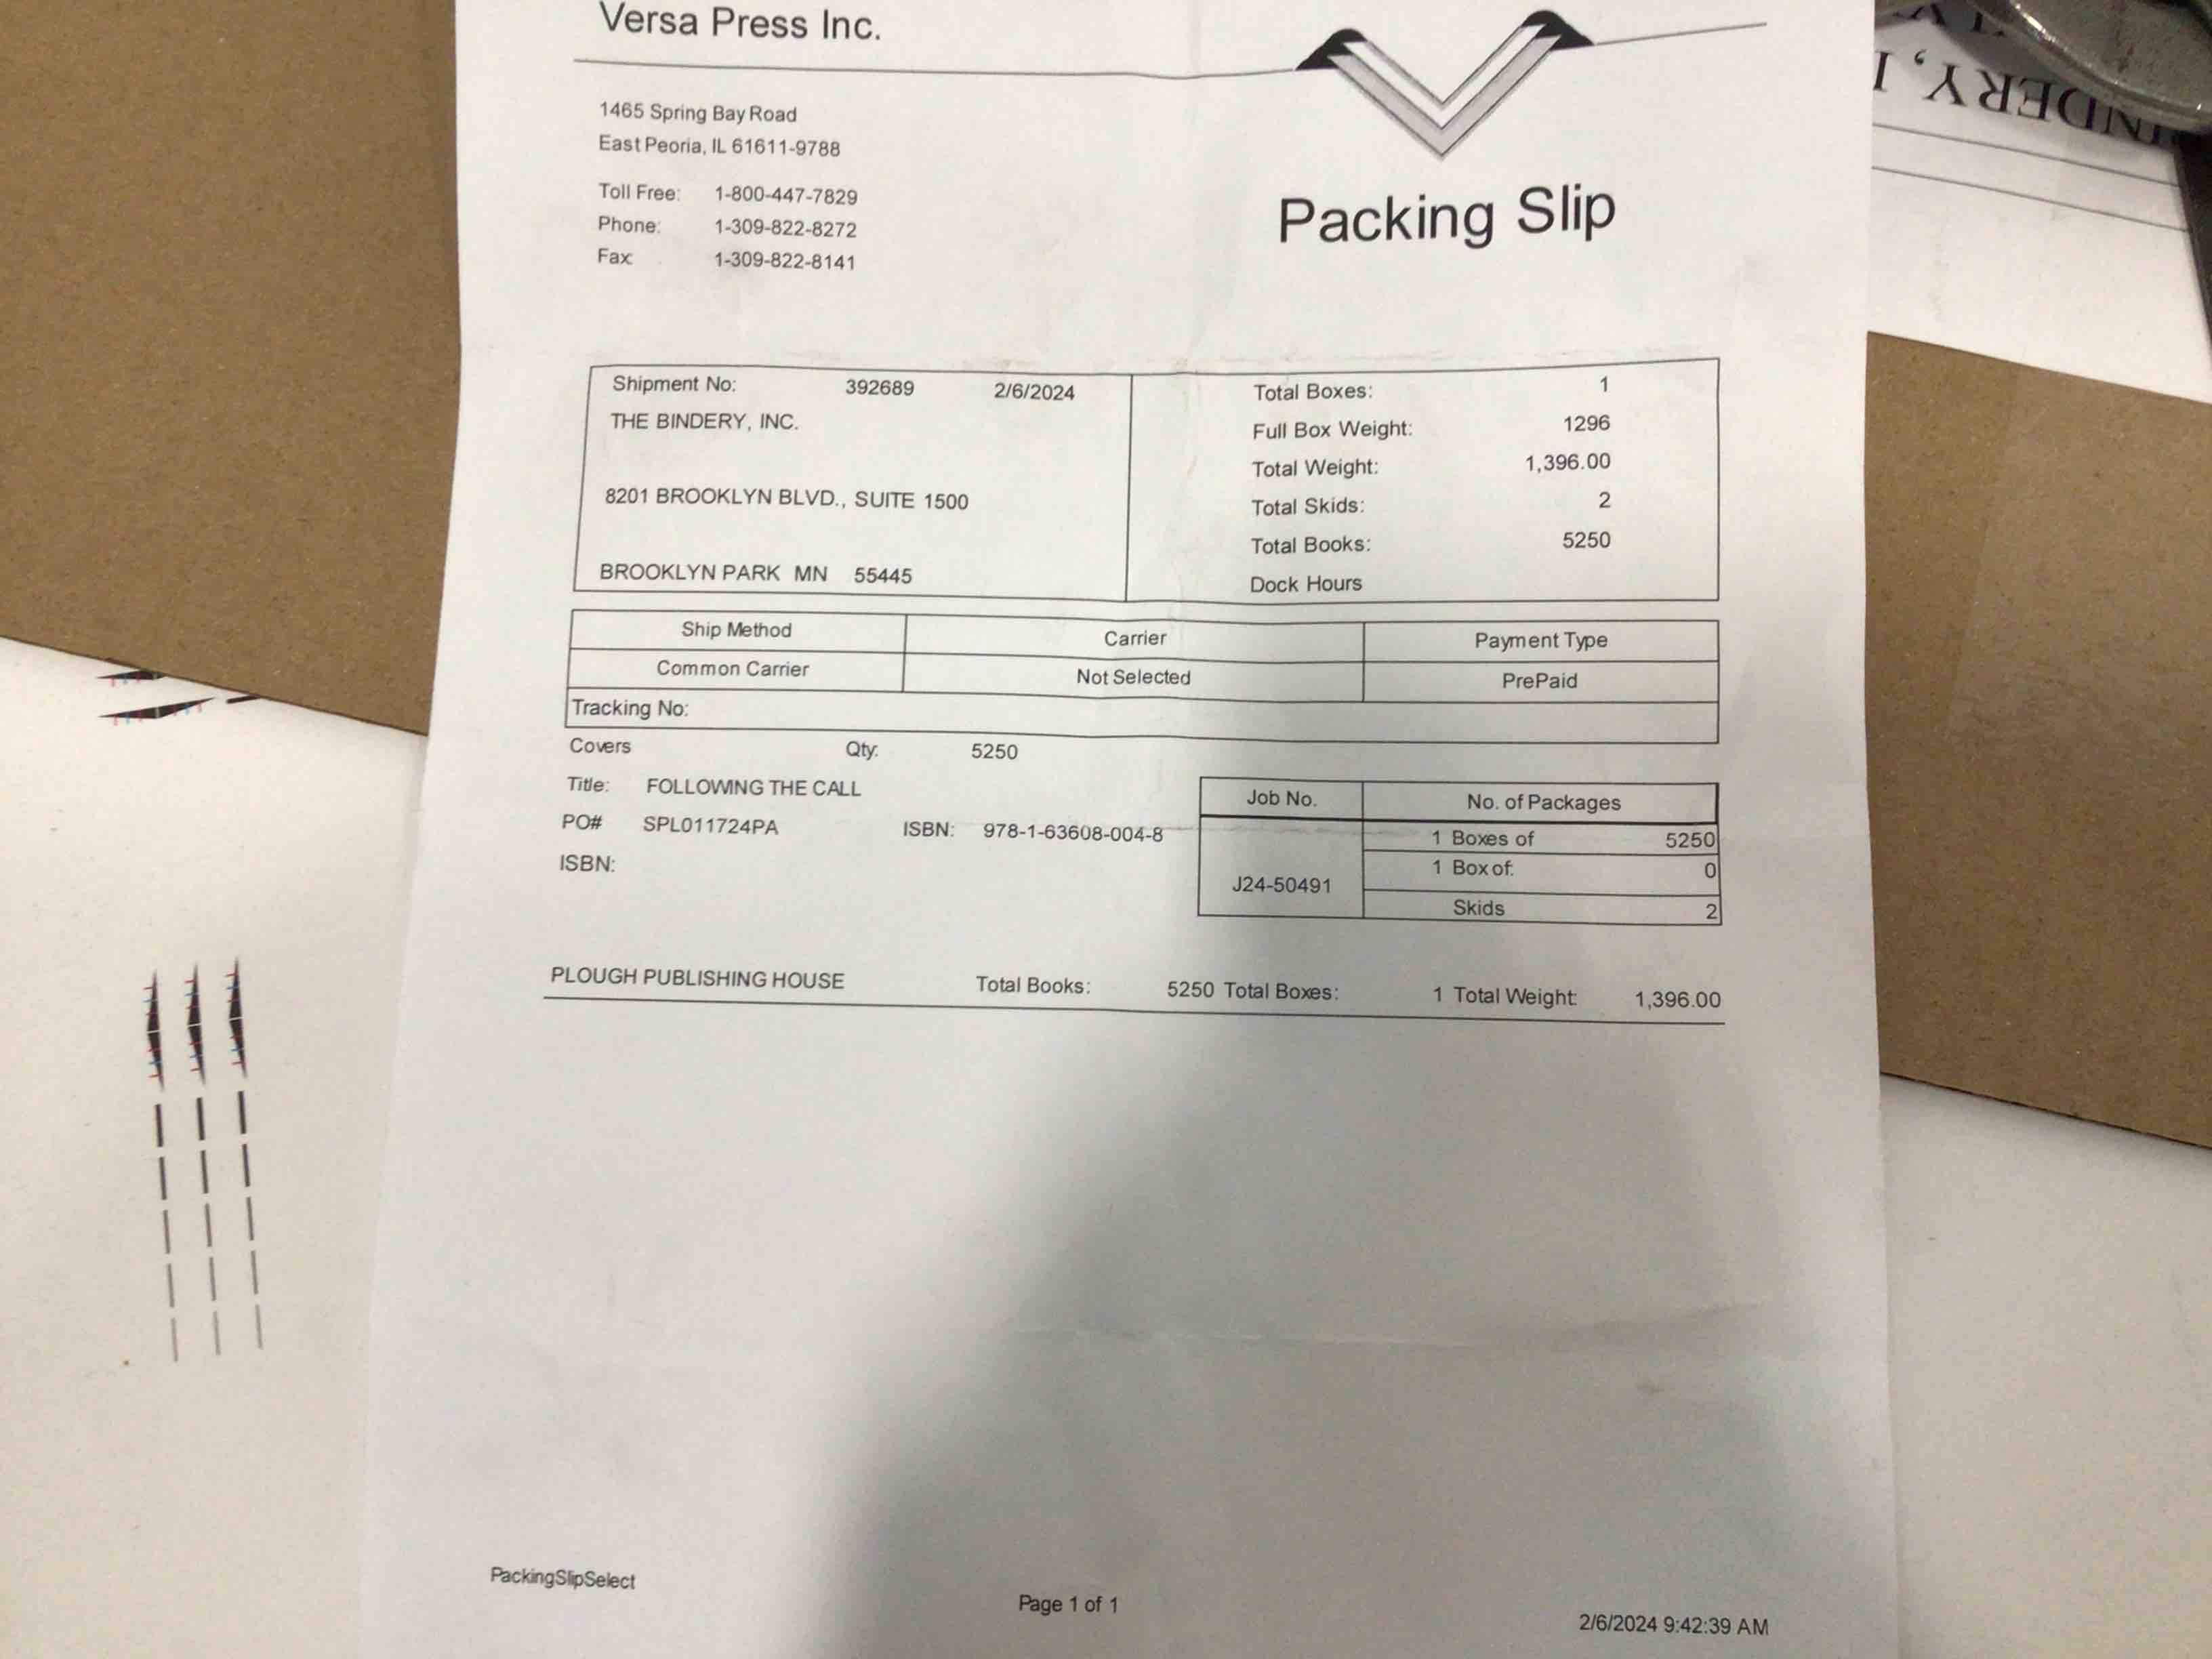 Versa Press Inc.
1465 Spring Bay Road
East Peoria, IL 61611-9788
Toll Free: 1-800-447-7829
Phone: 1-309-822-8272
Fax: 1-309-822-8141
Packing Slip
Shipment No: 392689 2/6/2024
THE BINDERY, INC.
8201 BROOKLYN BLVD., SUITE 1500
BROOKLYN PARK MN 55445
Total Boxes: 1
Full Box Weight: 1296
Total Weight: 1,396.00
Total Skids: 2
Total Books: 5250
Dock Hours
Ship Method Carrier Payment Type
Common Carrier Not Selected PrePaid
Tracking No:
Covers Qty: 5250
Title: FOLLOWING THE CALL
PO# SPL011724PA ISBN: 978-1-63608-004-8
ISBN:
Job No. No. of Packages
1 Boxes of 5250
1 Box of: 0
J24-50491
Skids 2
PLOUGH PUBLISHING HOUSE Total Books: 5250 Total Boxes: 1 Total Weight: 1,396.00
PackingSlipSelect
Page 1 of 1
2/6/2024 9:42:39 AM